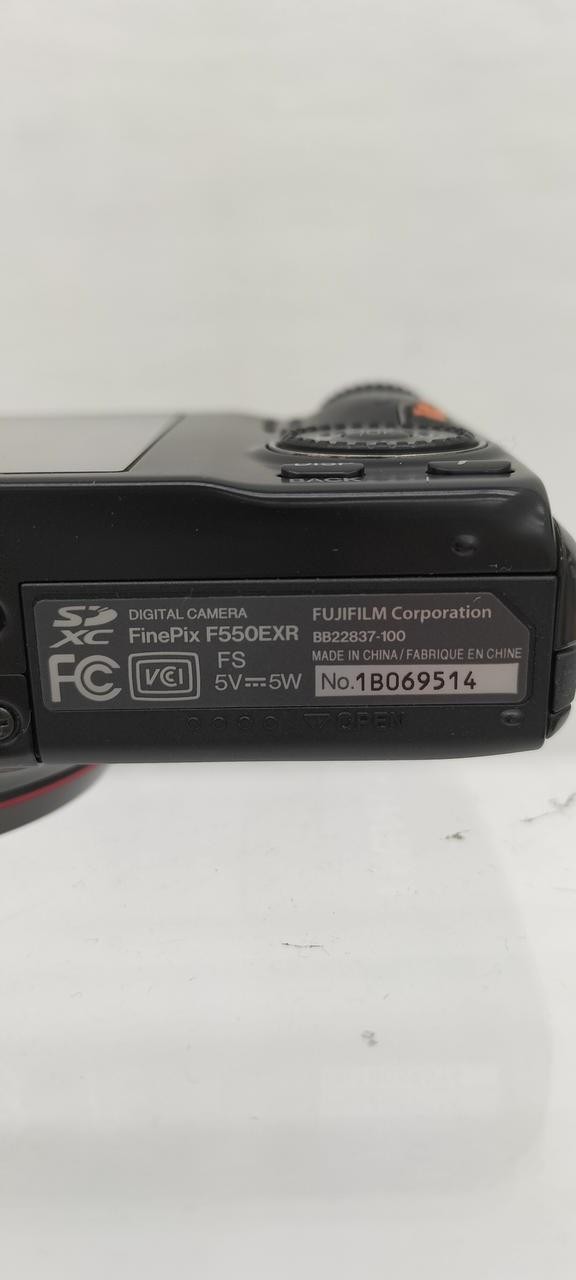 DISP
BACK
SD
XC
DIGITAL CAMERA
FinePix F550EXR
FC
VCI
FS
5V⎓5W
FUJIFILM Corporation
BB22837-100
MADE IN CHINA / FABRIQUE EN CHINE
No.1B069514
OPEN